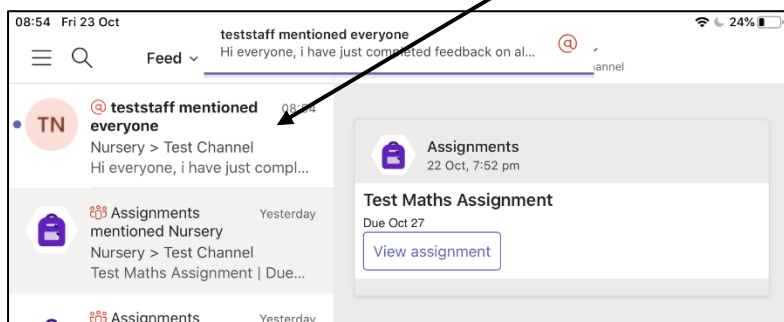 08:54 Fri 23 Oct
24%
teststaff mentioned everyone
Hi everyone, i have just completed feedback on al...
Feed
annel
teststaff mentioned everyone
08:54
TN
Nursery > Test Channel
Hi everyone, i have just compl...
Assignments mentioned Nursery
Yesterday
Nursery > Test Channel
Test Maths Assignment | Due...
Assignments
Yesterday
Assignments
22 Oct, 7:52 pm
Test Maths Assignment
Due Oct 27
View assignment